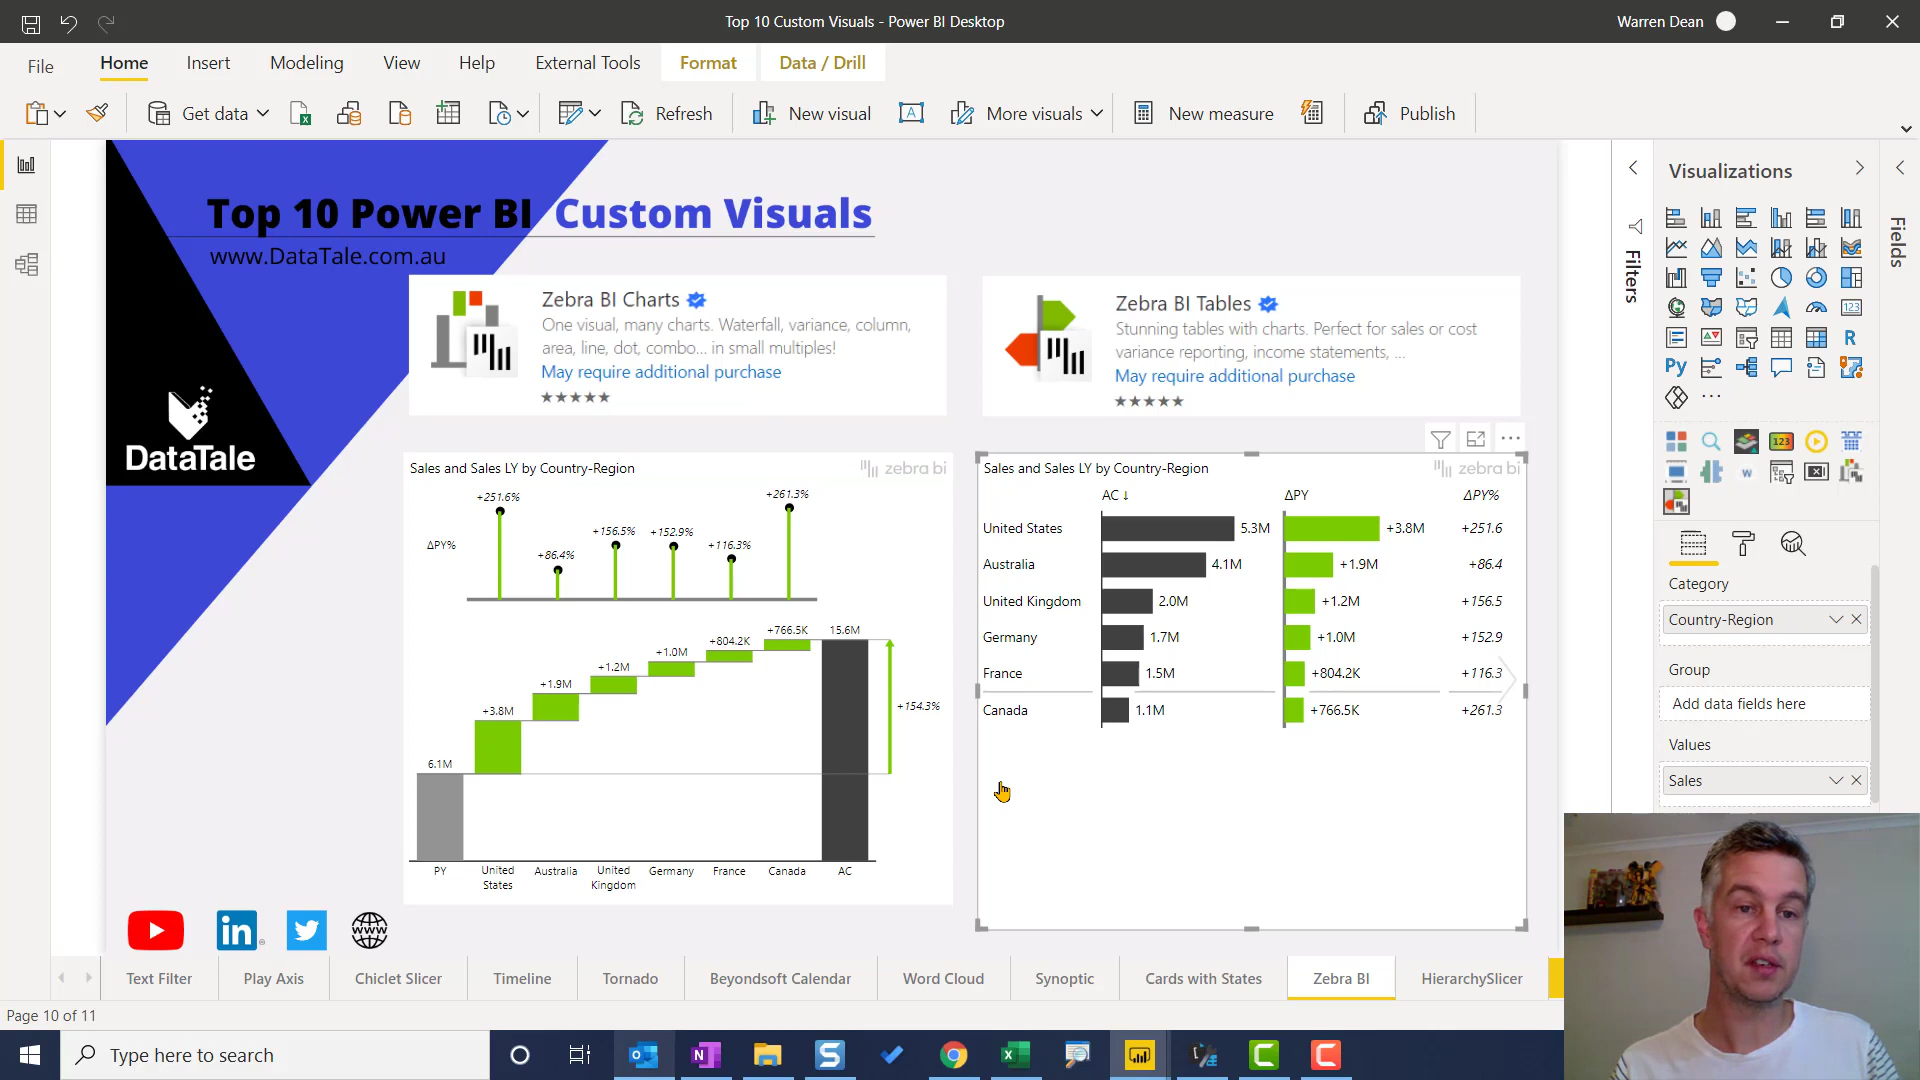 Top 10 Custom Visuals - Power BI Desktop
Warren Dean
File
Home
Insert
Modeling
View
Help
External Tools
Format
Data / Drill
Get data
Refresh
New visual
More visuals
New measure
Publish
Top 10 Power BI Custom Visuals
www.DataTale.com.au
DataTale
Zebra BI Charts
One visual, many charts. Waterfall, variance, column,
area, line, dot, combo... in small multiples!
May require additional purchase
★★★★★
Zebra BI Tables
Stunning tables with charts. Perfect for sales or cost
variance reporting, income statements, ...
May require additional purchase
★★★★★
Sales and Sales LY by Country-Region
zebra bi
+251.6%
+86.4%
+156.5%
+152.9%
+116.3%
+261.3%
ΔPY%
6.1M
+3.8M
+1.9M
+1.2M
+1.0M
+804.2K
+766.5K
15.6M
+154.3%
PY
United
States
Australia
United
Kingdom
Germany
France
Canada
AC
Sales and Sales LY by Country-Region
zebra bi
AC ↓ ΔPY ΔPY%
United States 5.3M +3.8M +251.6
Australia 4.1M +1.9M +86.4
United Kingdom 2.0M +1.2M +156.5
Germany 1.7M +1.0M +152.9
France 1.5M +804.2K +116.3
Canada 1.1M +766.5K +261.3
Filters
Visualizations
Fields
123
R
Py
...
123
W
Category
Country-Region
Group
Add data fields here
Values
Sales
in
www
Text Filter
Play Axis
Chiclet Slicer
Timeline
Tornado
Beyondsoft Calendar
Word Cloud
Synoptic
Cards with States
Zebra BI
HierarchySlicer
Page 10 of 11
Type here to search